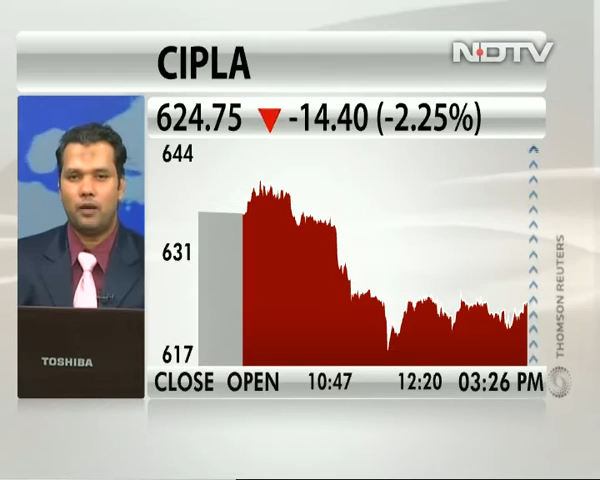 CIPLA
NDTV
624.75 ▼ -14.40 (-2.25%)
644
631
617
CLOSE OPEN 10:47 12:20 03:26 PM
THOMSON REUTERS
TOSHIBA